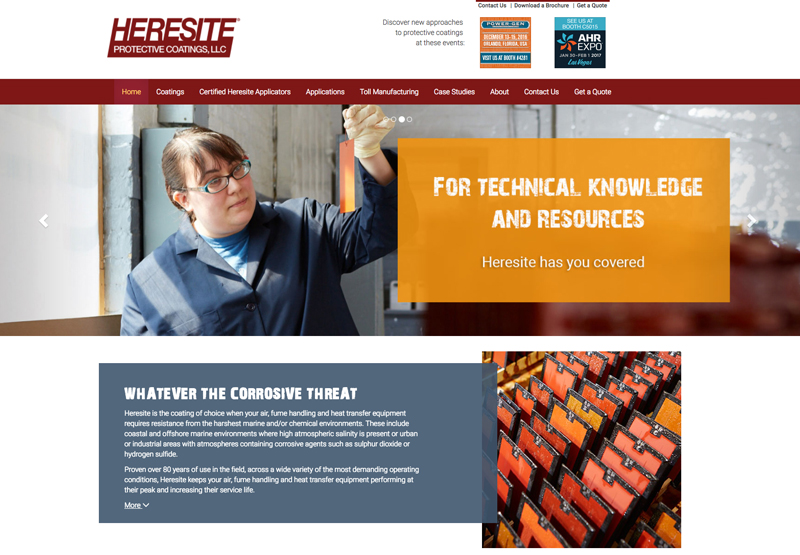 Contact Us | Download a Brochure | Get a Quote
HERESITE®
PROTECTIVE COATINGS, LLC
Discover new approaches
to protective coatings
at these events:
POWER-GEN
DECEMBER 13-15, 2016
ORLANDO, FLORIDA, USA
VISIT US AT BOOTH #4281
SEE US AT
BOOTH C5015
AHR
EXPO
JAN 30 - FEB 1 2017
Las Vegas
Home Coatings Certified Heresite Applicators Applications Toll Manufacturing Case Studies About Contact Us Get a Quote
FOR TECHNICAL KNOWLEDGE
AND RESOURCES
Heresite has you covered
WHATEVER THE CORROSIVE THREAT
Heresite is the coating of choice when your air, fume handling and heat transfer equipment
requires resistance from the harshest marine and/or chemical environments. These include
coastal and offshore marine environments where high atmospheric salinity is present or urban
or industrial areas with atmospheres containing corrosive agents such as sulphur dioxide or
hydrogen sulfide.
Proven over 80 years of use in the field, across a wide variety of the most demanding operating
conditions, Heresite keeps your air, fume handling and heat transfer equipment performing at
their peak and increasing their service life.
More